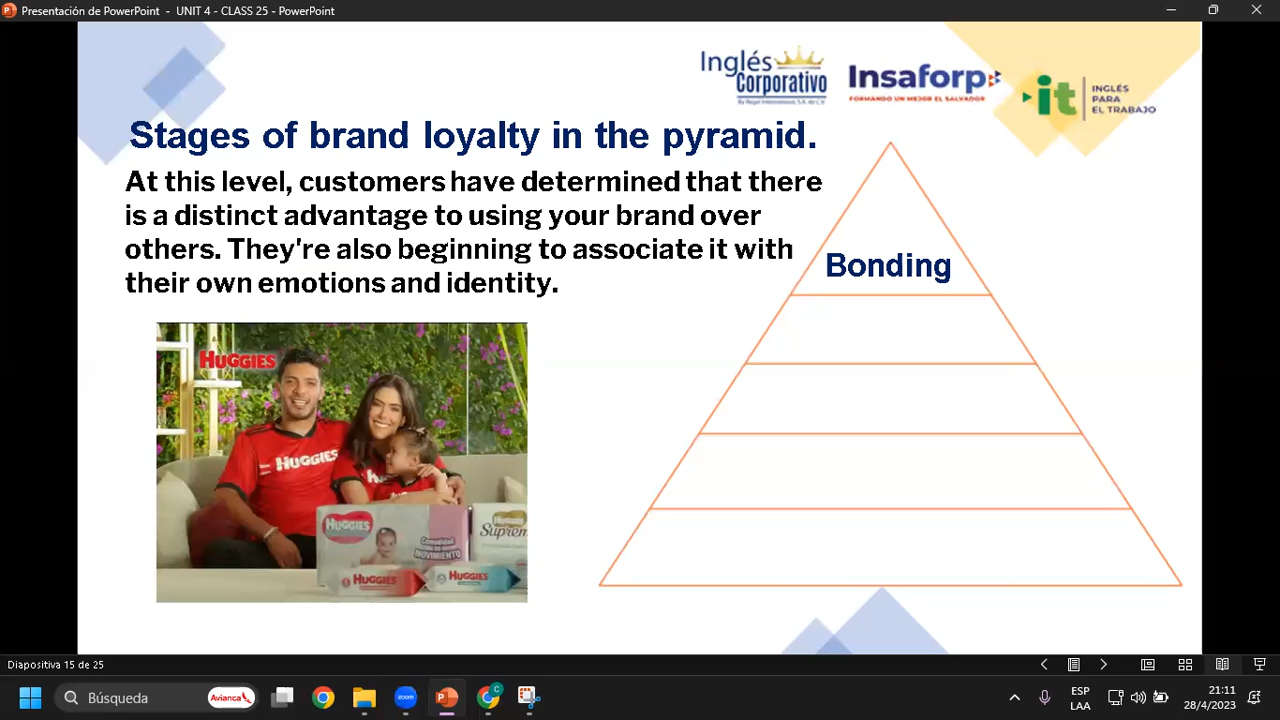 Presentación de PowerPoint - UNIT 4 - CLASS 25 - PowerPoint
Inglés
Corporativo
Insaforp
FORMANDO UN MEJOR EL SALVADOR
it
INGLÉS
PARA
EL TRABAJO
Stages of brand loyalty in the pyramid.
At this level, customers have determined that there
is a distinct advantage to using your brand over
others. They're also beginning to associate it with
their own emotions and identity.
Bonding
HUGGIES
HUGGIES
HUGGIES
HUGGIES
Supreme
Comodidad
MOVIMIENTO
HUGGIES
HUGGIES
Diapositiva 15 de 25
Búsqueda
Avianca
zoom
C
ESP
LAA
21:11
28/4/2023